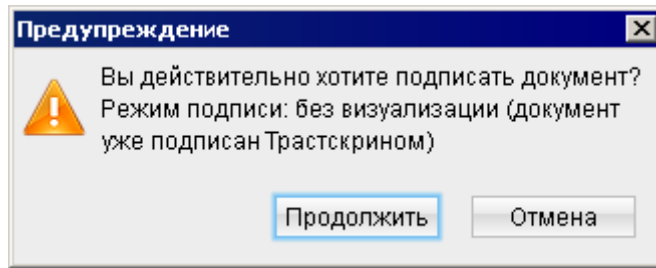 Предупреждение
Вы действительно хотите подписать документ?
Режим подписи: без визуализации (документ
уже подписан Трастскрином)
Продолжить Отмена